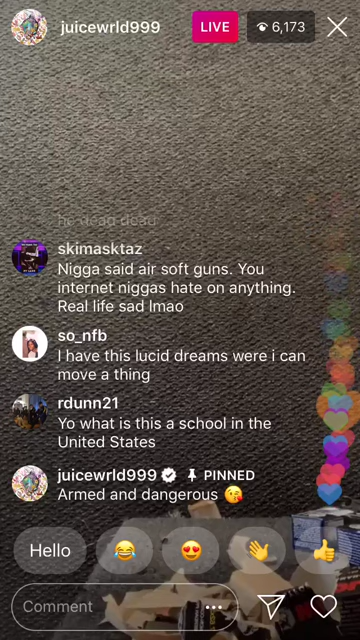 juicewrld999
LIVE
6,173
he dead dead
skimasktaz
Nigga said air soft guns. You
internet niggas hate on anything.
Real life sad lmao
so_nfb
I have this lucid dreams were i can
move a thing
rdunn21
Yo what is this a school in the
United States
juicewrld999 PINNED
Armed and dangerous 😘
Hello 😂 😍 👋 👍
Comment